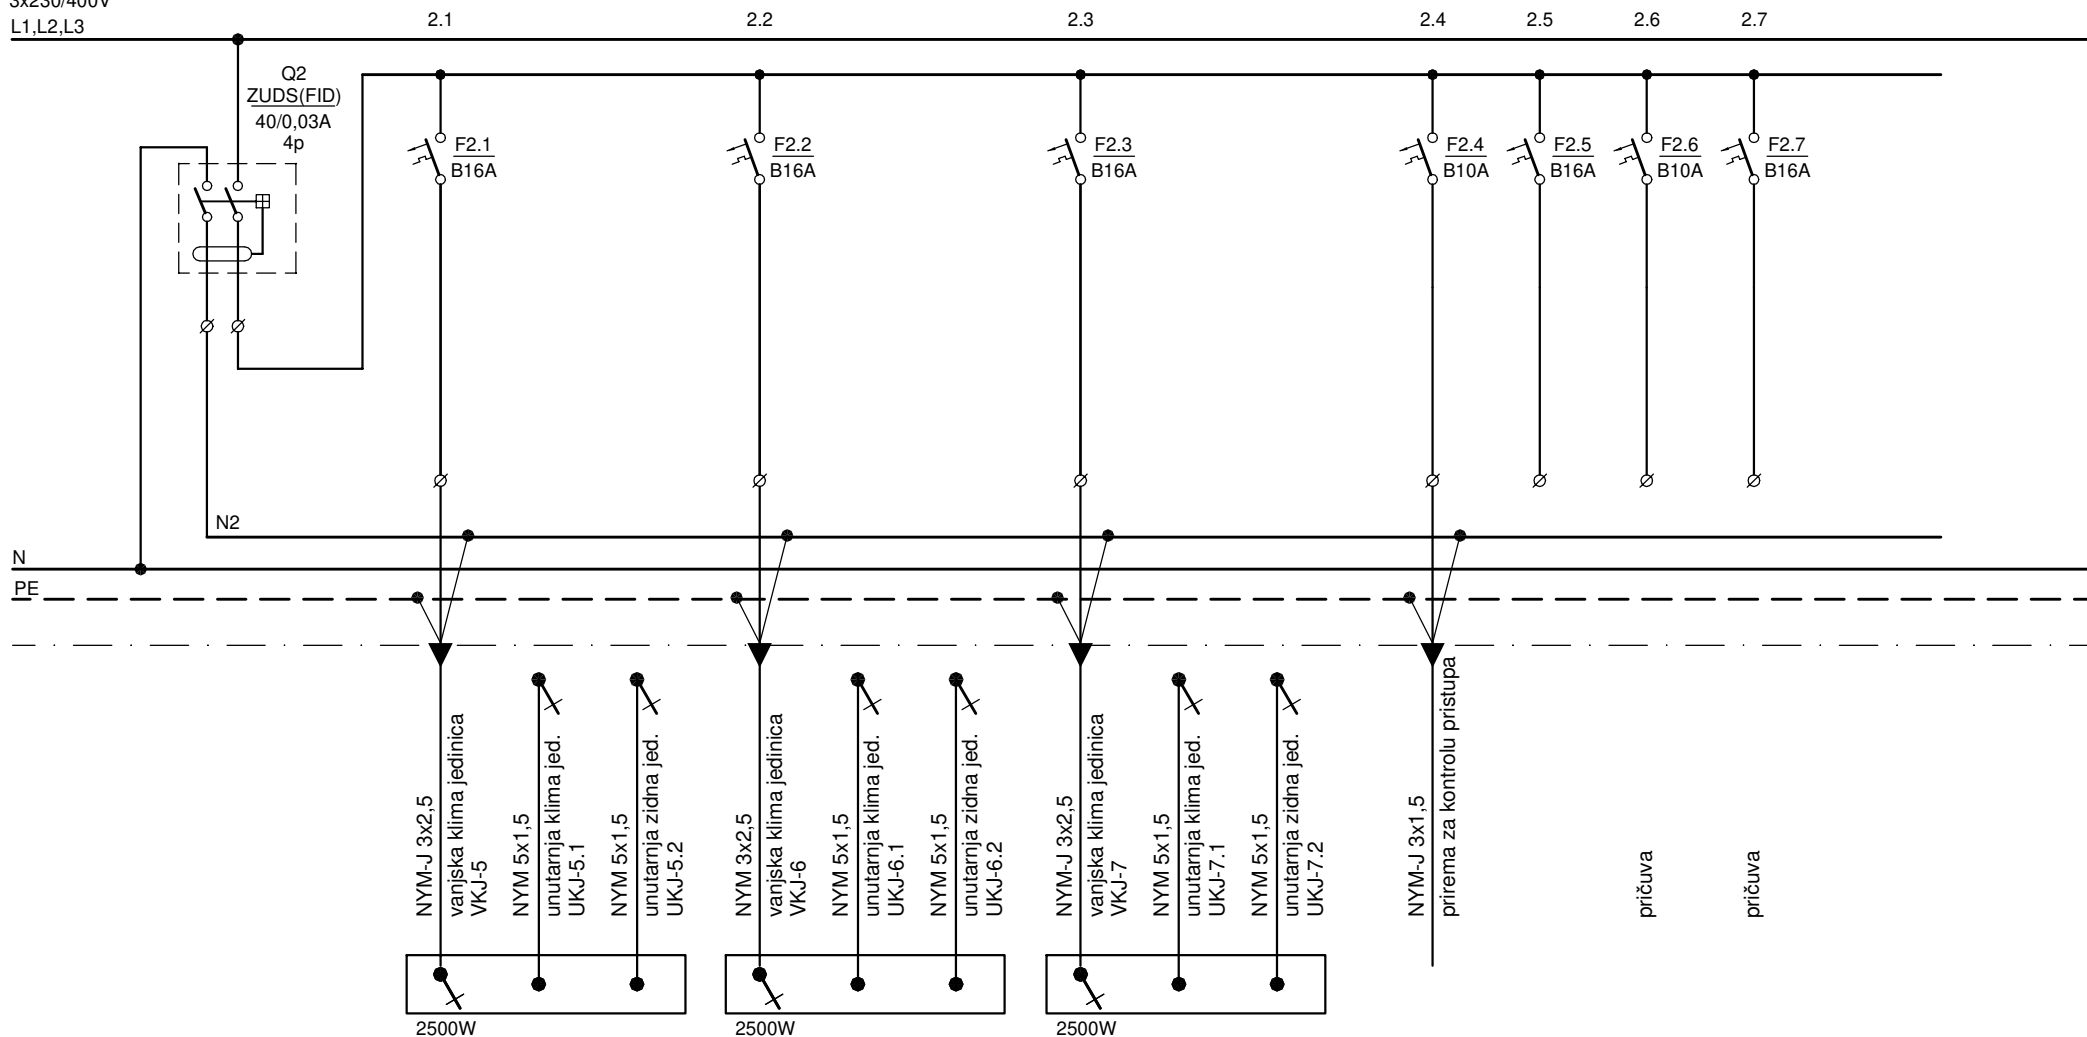 3x230/400V
L1,L2,L3
2.1
2.2
2.3
2.4
2.5
2.6
2.7
Q2
ZUDS(FID)
40/0,03A
4p
F2.1
B16A
F2.2
B16A
F2.3
B16A
F2.4
B10A
F2.5
B16A
F2.6
B10A
F2.7
B16A
N2
N
PE
NYM-J 3x2,5
vanjska klima jedinica
VKJ-5
NYM 5x1,5
unutarnja klima jed.
UKJ-5.1
NYM 5x1,5
unutarnja zidna jed.
UKJ-5.2
NYM 3x2,5
vanjska klima jedinica
VKJ-6
NYM 5x1,5
unutarnja klima jed.
UKJ-6.1
NYM 5x1,5
unutarnja zidna jed.
UKJ-6.2
NYM-J 3x2,5
vanjska klima jedinica
VKJ-7
NYM 5x1,5
unutarnja klima jed.
UKJ-7.1
NYM 5x1,5
unutarnja zidna jed.
UKJ-7.2
NYM-J 3x1,5
prirema za kontrolu pristupa
pričuva
pričuva
2500W
2500W
2500W